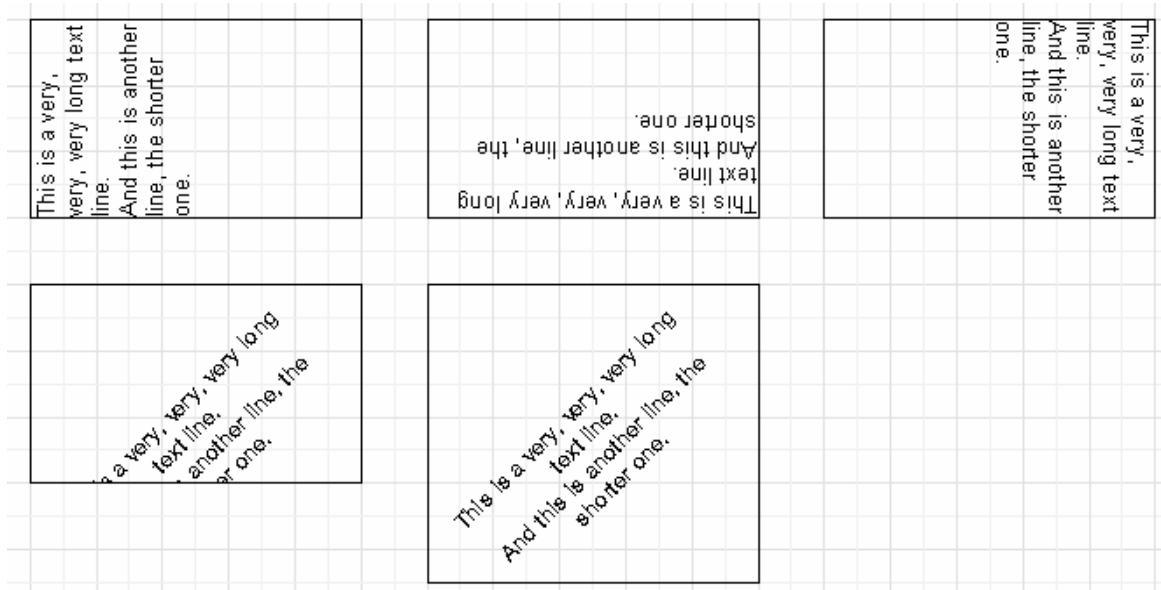 This is a very,
very, very long text
line.
And this is another
line, the shorter
one.
This is a very, very, very long
text line.
And this is another line, the
shorter one.
This is a very,
very, very long text
line.
And this is another
line, the shorter
one.
is a very, very, very long
text line.
another line, the
er one.
This is a very, very, very long
text line.
And this is another line, the
shorter one.